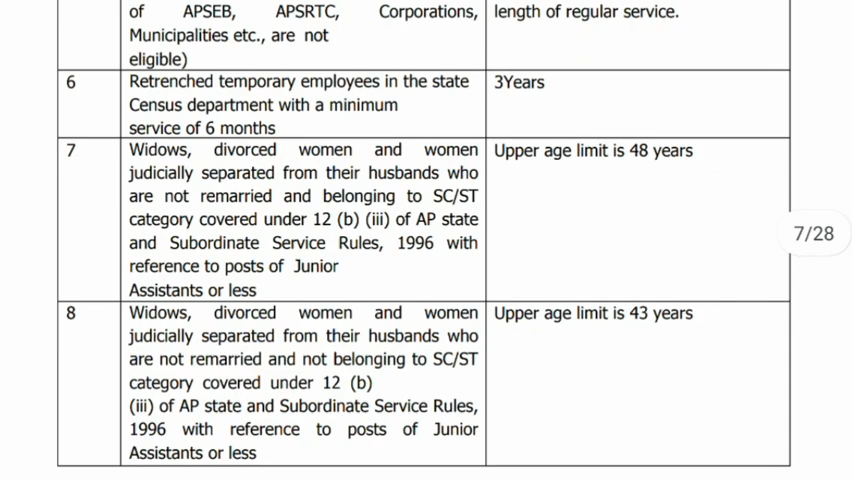 of APSEB, APSRTC, Corporations,
Municipalities etc., are not
eligible)
length of regular service.
6
Retrenched temporary employees in the state
Census department with a minimum
service of 6 months
3Years
7
Widows, divorced women and women
judicially separated from their husbands who
are not remarried and belonging to SC/ST
category covered under 12 (b) (iii) of AP state
and Subordinate Service Rules, 1996 with
reference to posts of Junior
Assistants or less
Upper age limit is 48 years
7/28
8
Widows, divorced women and women
judicially separated from their husbands who
are not remarried and not belonging to SC/ST
category covered under 12 (b)
(iii) of AP state and Subordinate Service Rules,
1996 with reference to posts of Junior
Assistants or less
Upper age limit is 43 years